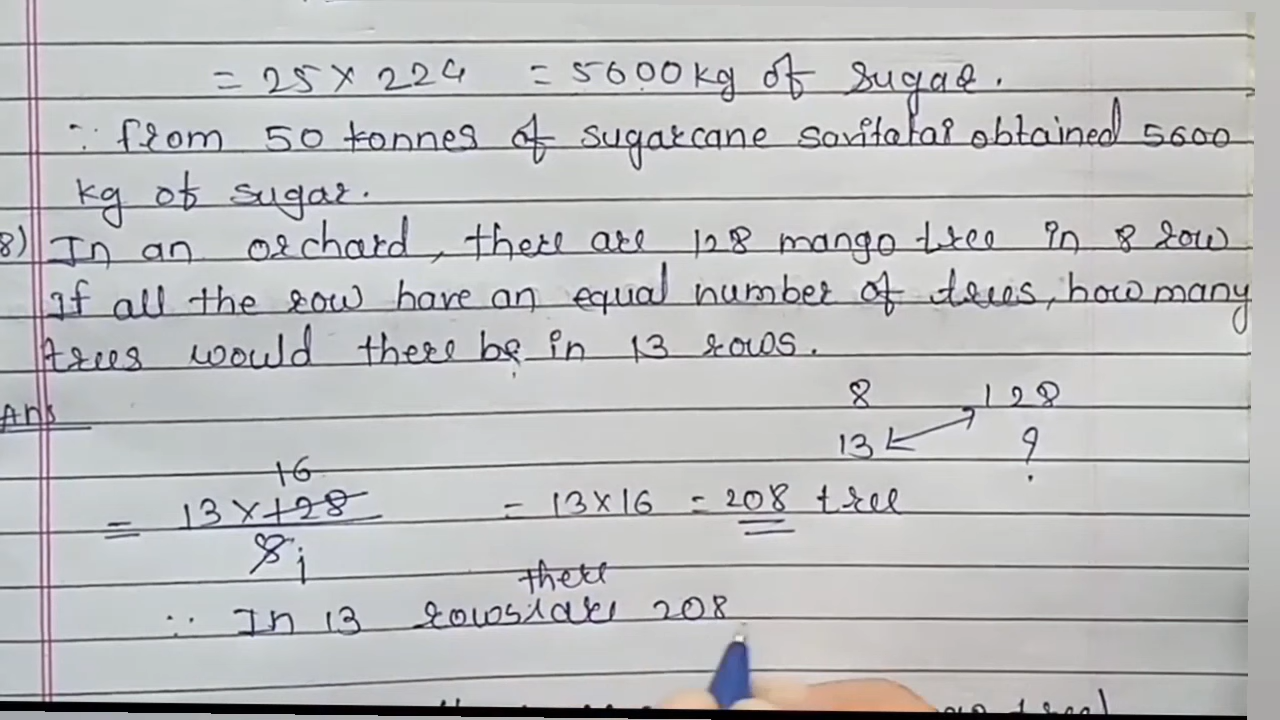 = 25 × 224 = 5600 kg of sugar.
∵ from 50 tonnes of sugarcane savitatai obtained 5600
kg of sugar.
8) In an orchard, there are 128 mango tree in 8 row
If all the row have an equal number of trees, how many
trees would there be in 13 rows.
Ans
8 128
13 ?
16
= 13 × 128 = 13 × 16 = 208 tree
8 1
there
∵ In 13 rows are 208